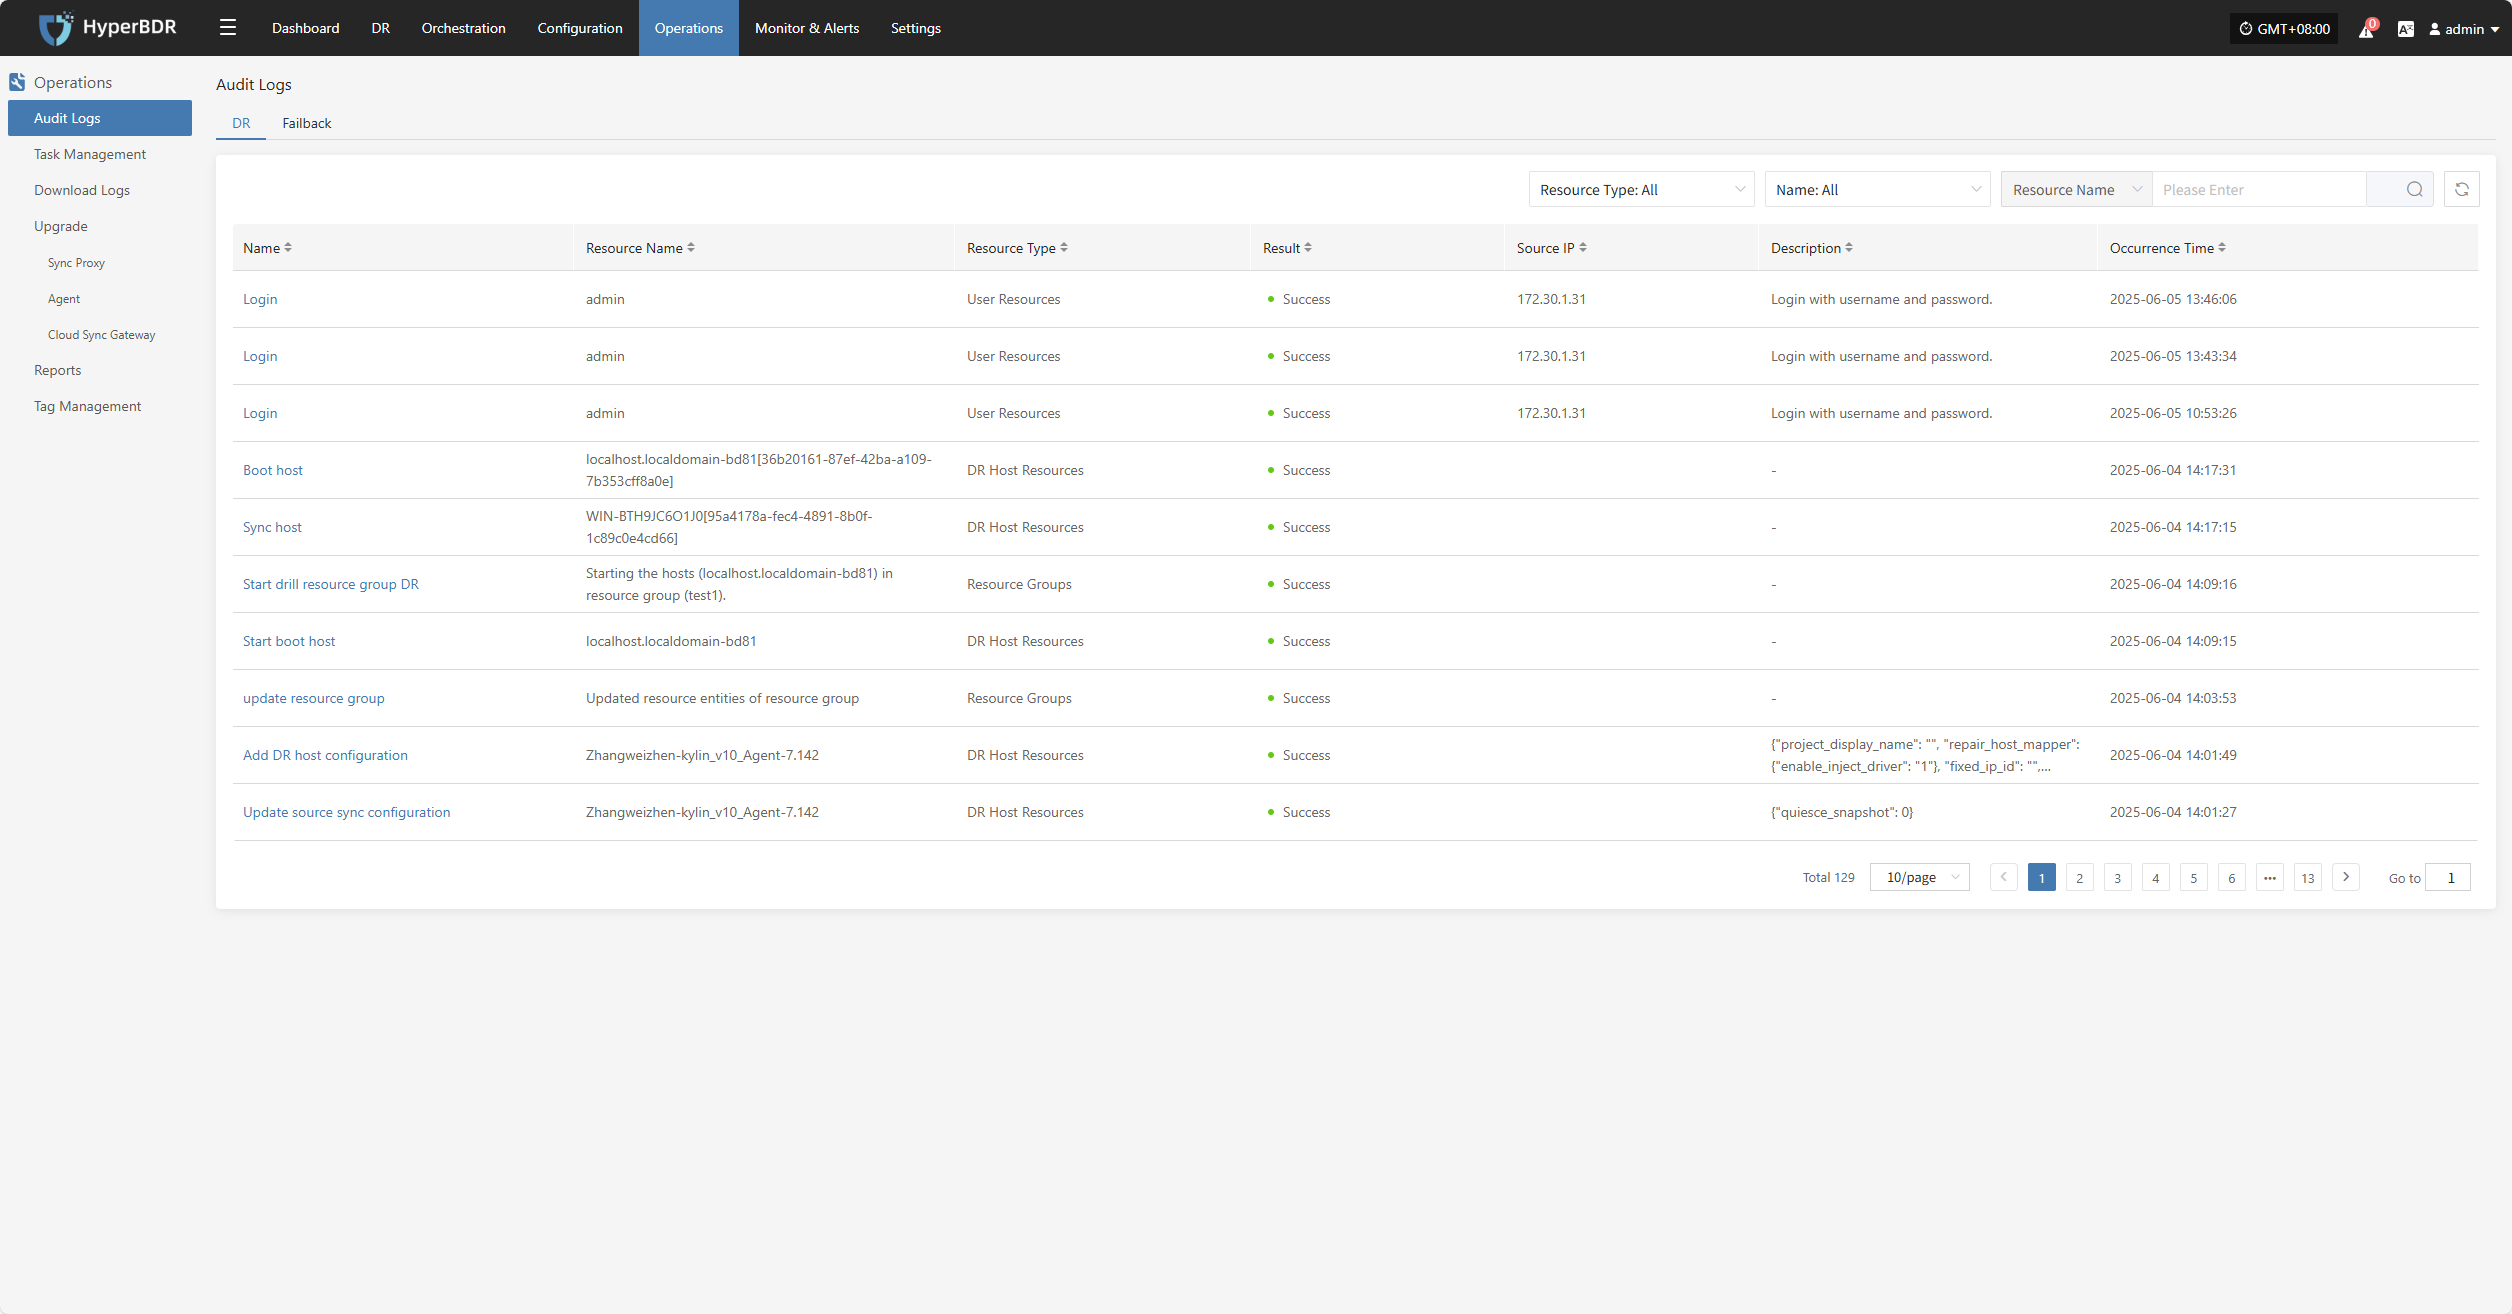 HyperBDR
Dashboard
DR
Orchestration
Configuration
Operations
Monitor & Alerts
Settings
GMT+08:00
0
admin
Operations
Audit Logs
Task Management
Download Logs
Upgrade
Sync Proxy
Agent
Cloud Sync Gateway
Reports
Tag Management
Audit Logs
DR
Failback
Resource Type: All
Name: All
Resource Name
Please Enter
Name
Resource Name
Resource Type
Result
Source IP
Description
Occurrence Time
Login
admin
User Resources
Success
172.30.1.31
Login with username and password.
2025-06-05 13:46:06
Login
admin
User Resources
Success
172.30.1.31
Login with username and password.
2025-06-05 13:43:34
Login
admin
User Resources
Success
172.30.1.31
Login with username and password.
2025-06-05 10:53:26
Boot host
localhost.localdomain-bd81[36b20161-87ef-42ba-a109-
7b353cff8a0e]
DR Host Resources
Success
-
2025-06-04 14:17:31
Sync host
WIN-BTH9JC6O1J0[95a4178a-fec4-4891-8b0f-
1c89c0e4cd66]
DR Host Resources
Success
-
2025-06-04 14:17:15
Start drill resource group DR
Starting the hosts (localhost.localdomain-bd81) in
resource group (test1).
Resource Groups
Success
-
2025-06-04 14:09:16
Start boot host
localhost.localdomain-bd81
DR Host Resources
Success
-
2025-06-04 14:09:15
update resource group
Updated resource entities of resource group
Resource Groups
Success
-
2025-06-04 14:03:53
Add DR host configuration
Zhangweizhen-kylin_v10_Agent-7.142
DR Host Resources
Success
{"project_display_name": "", "repair_host_mapper":
{"enable_inject_driver": "1"}, "fixed_ip_id": "",...
2025-06-04 14:01:49
Update source sync configuration
Zhangweizhen-kylin_v10_Agent-7.142
DR Host Resources
Success
{"quiesce_snapshot": 0}
2025-06-04 14:01:27
Total 129
10/page
1
2
3
4
5
6
•••
13
Go to
1